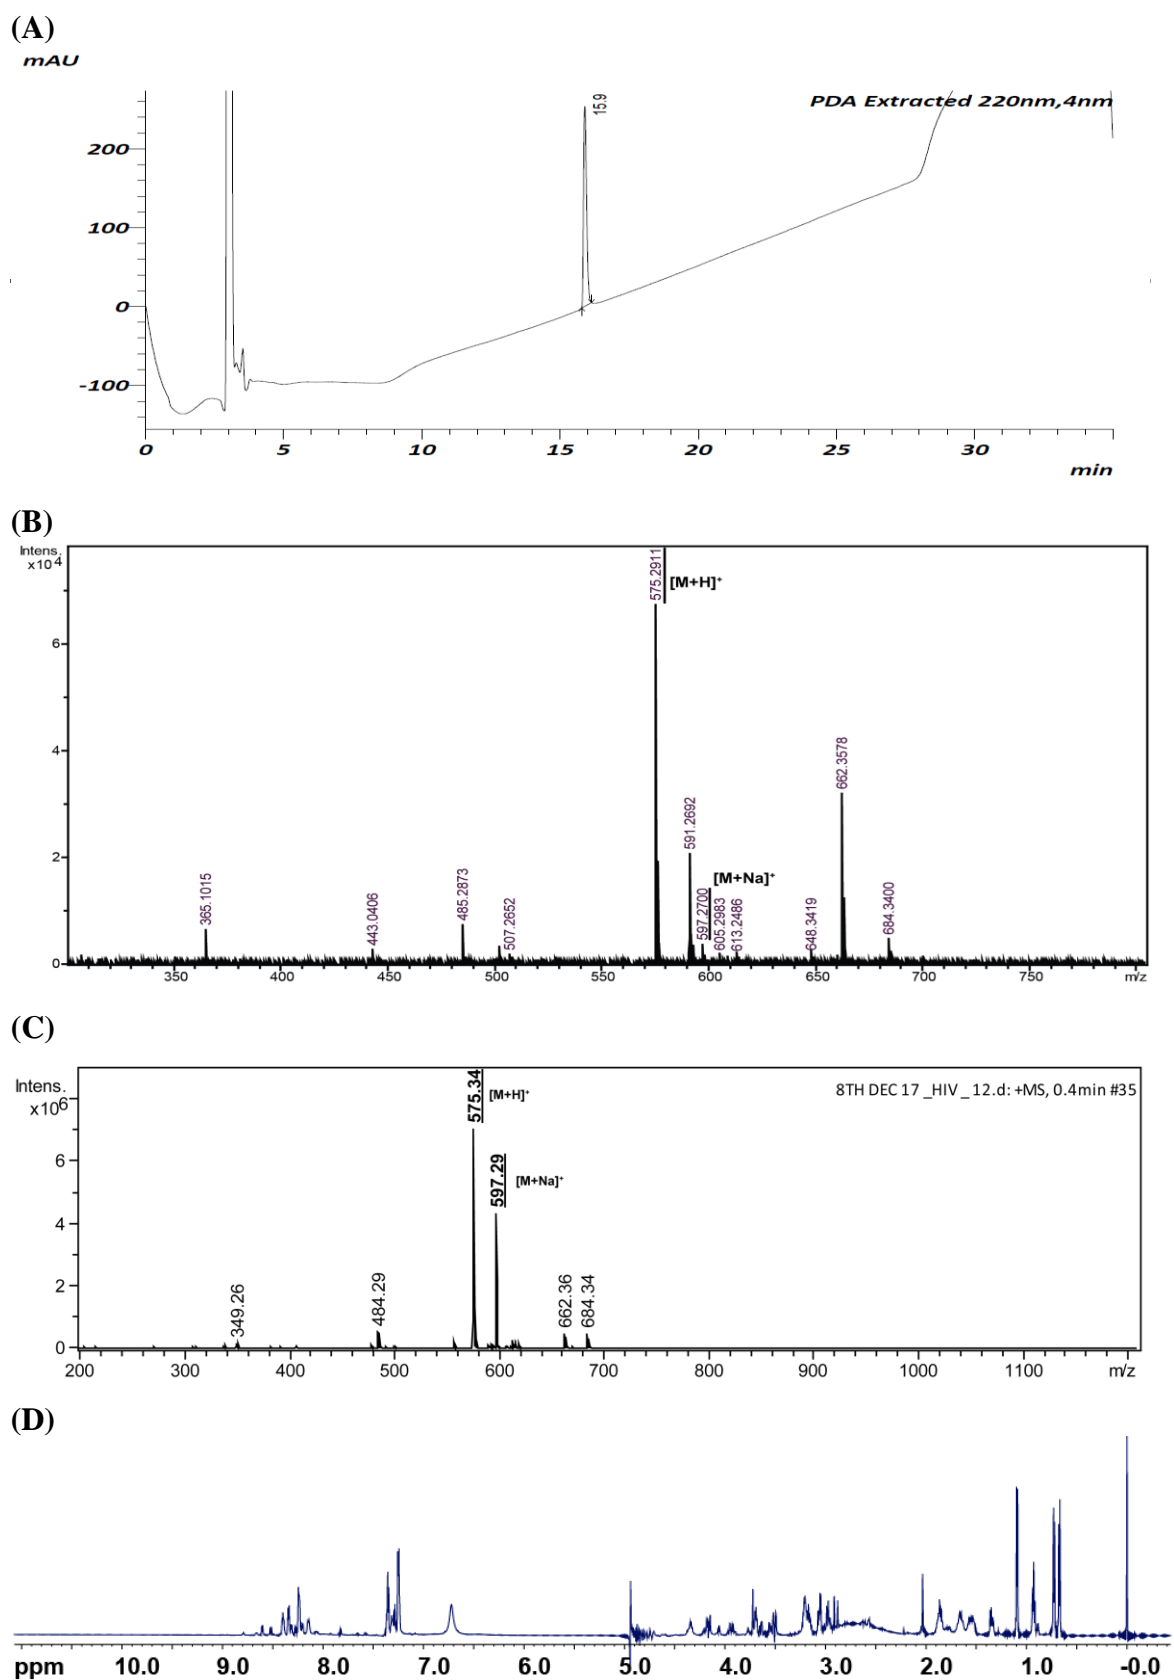 (A)
mAU
PDA Extracted 220nm,4nm
15.9
200
100
0
-100
0 5 10 15 20 25 30
min
(B)
Intens.
x10⁴
575.2911
[M+H]⁺
6
4
2
0
365.1015
443.0406
485.2873
507.2652
591.2692
597.2700
[M+Na]⁺
605.2983
613.2486
648.3419
662.3578
684.3400
350 400 450 500 550 600 650 700 750 m/z
(C)
Intens.
x10⁶
575.34
[M+H]⁺
8TH DEC 17 _HIV _ 12.d: +MS, 0.4min #35
597.29
[M+Na]⁺
6
4
2
0
349.26
484.29
662.36
684.34
200 300 400 500 600 700 800 900 1000 1100 m/z
(D)
ppm 10.0 9.0 8.0 7.0 6.0 5.0 4.0 3.0 2.0 1.0 -0.0